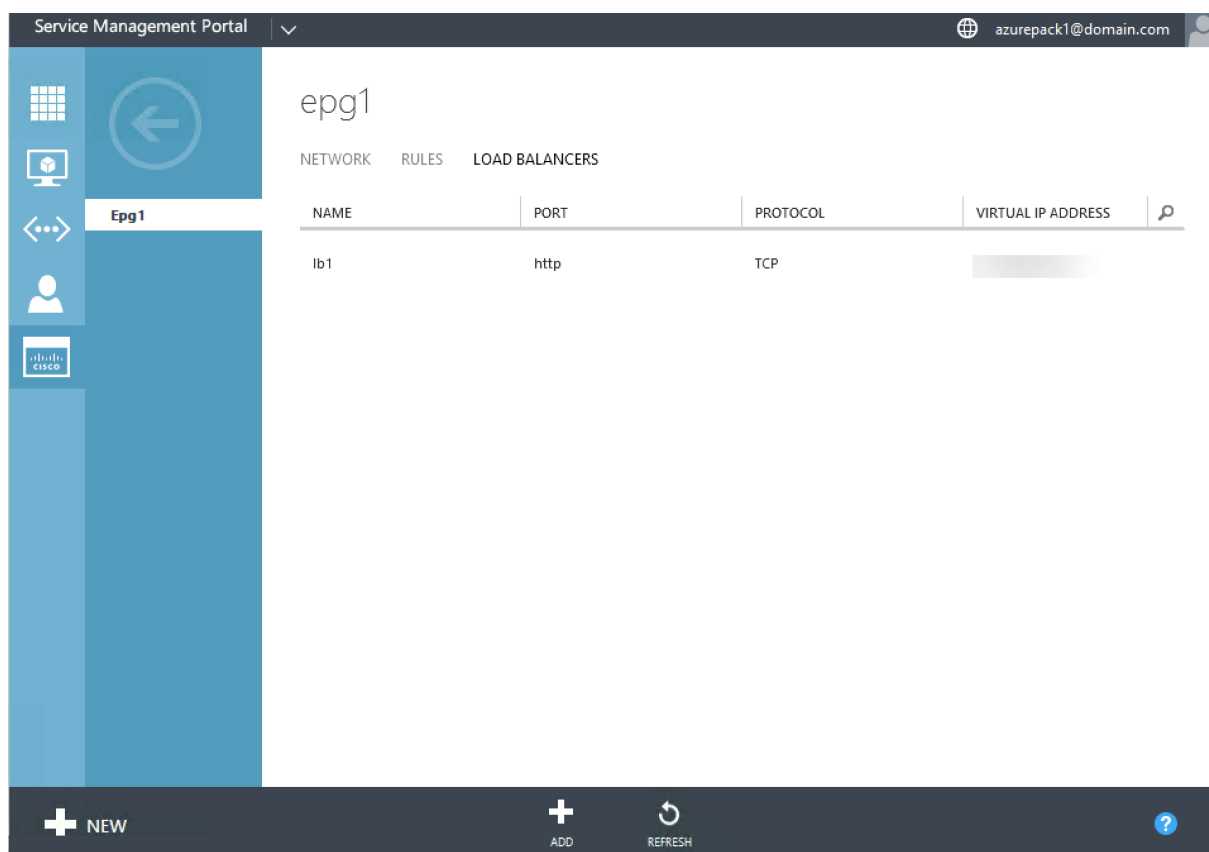 Service Management Portal
azurepack1@domain.com
epg1
NETWORK RULES LOAD BALANCERS
Epg1
NAME PORT PROTOCOL VIRTUAL IP ADDRESS
lb1 http TCP
CISCO
NEW
ADD
REFRESH
?